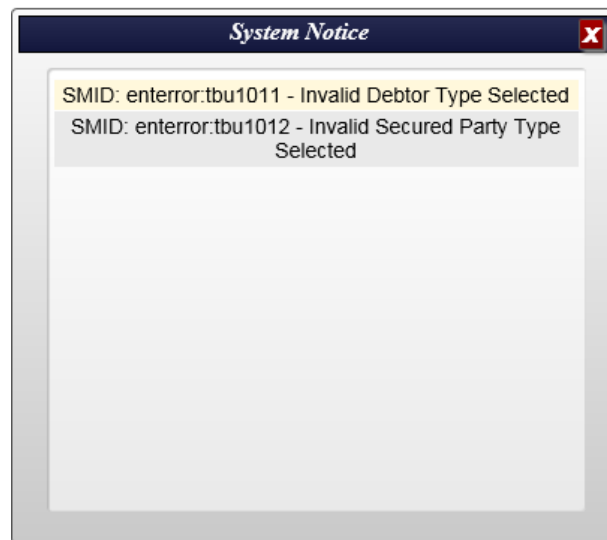 System Notice
X
SMID: enterror:tbu1011 - Invalid Debtor Type Selected
SMID: enterror:tbu1012 - Invalid Secured Party Type
Selected